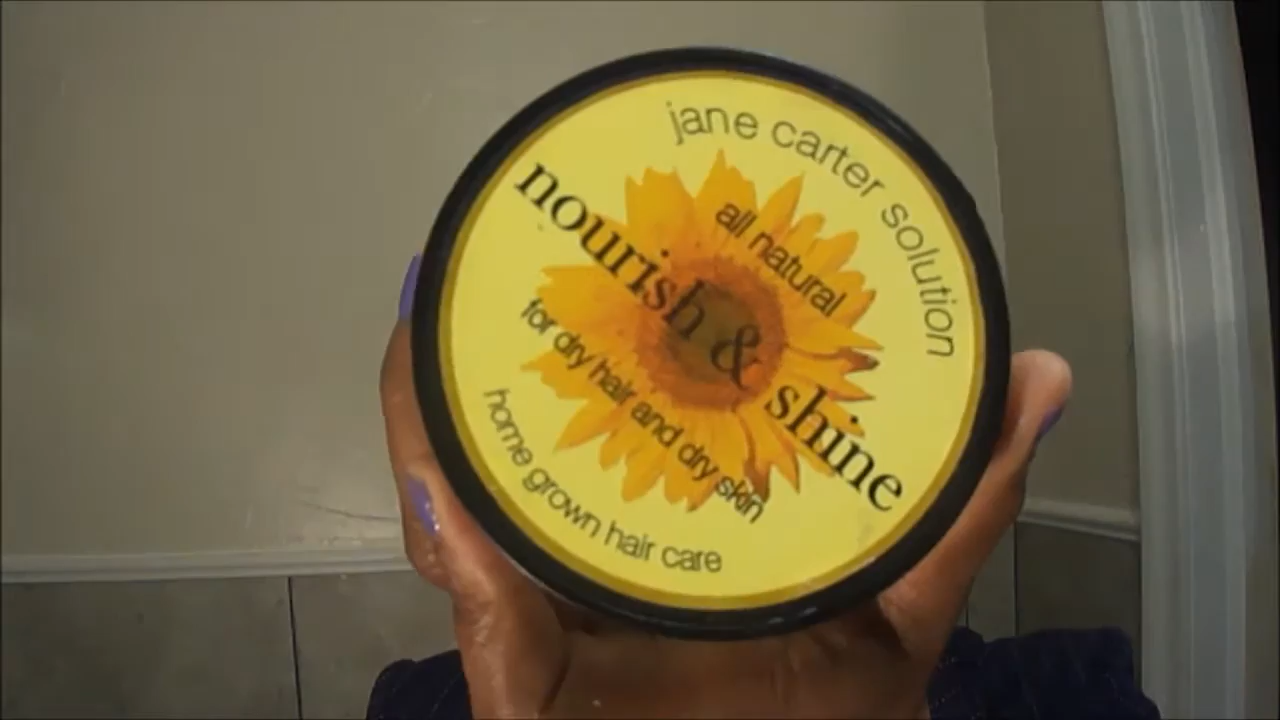 jane carter solution
all natural
nourish & shine
for dry hair and dry skin
home grown hair care